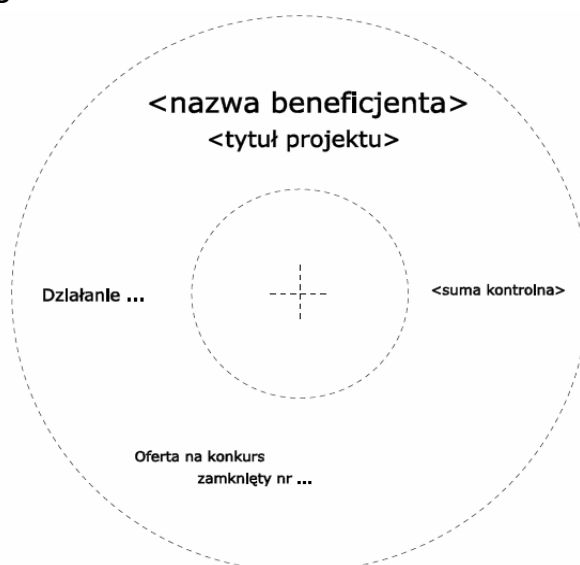 <nazwa beneficjenta>
<tytuł projektu>
Działanie ...
<suma kontrolna>
Oferta na konkurs
zamknięty nr ...